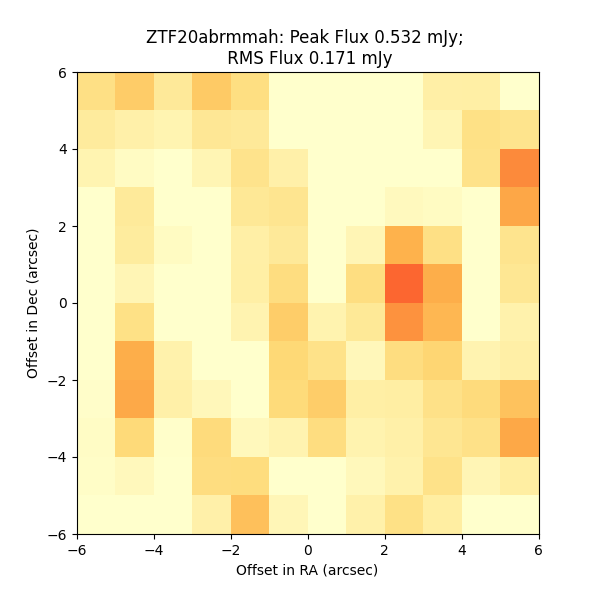 ZTF20abrmmah: Peak Flux 0.532 mJy;
RMS Flux 0.171 mJy
6
4
2
0
−2
−4
−6
Offset in Dec (arcsec)
−6 −4 −2 0 2 4 6
Offset in RA (arcsec)